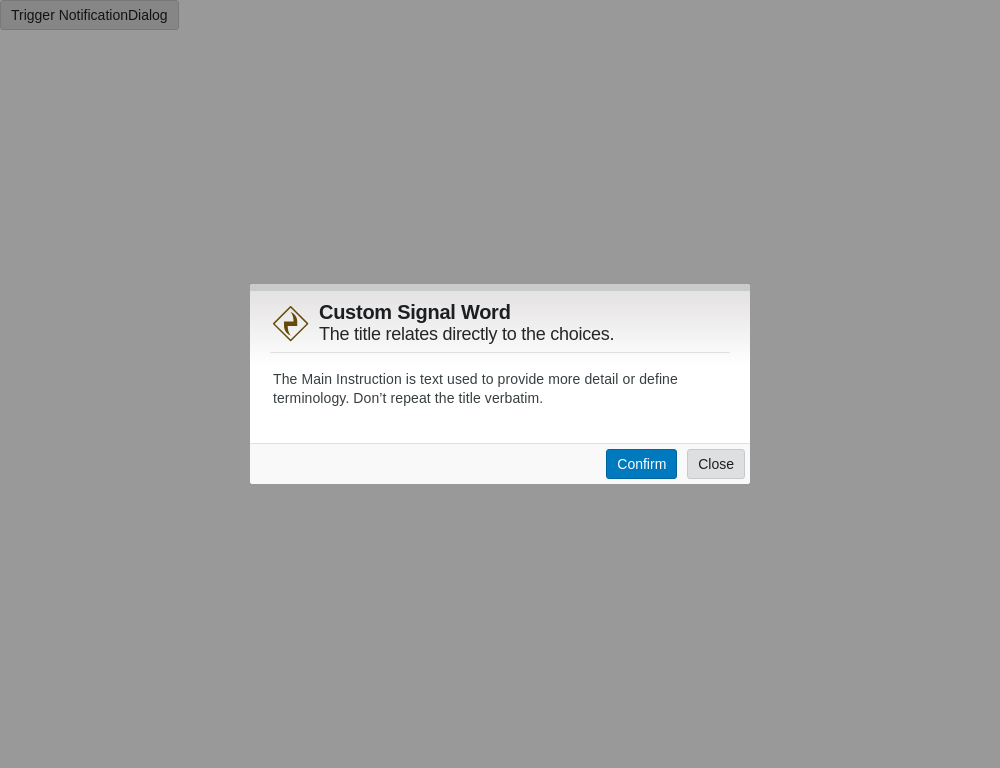 Trigger NotificationDialog
Custom Signal Word
The title relates directly to the choices.
The Main Instruction is text used to provide more detail or define
terminology. Don’t repeat the title verbatim.
Confirm
Close